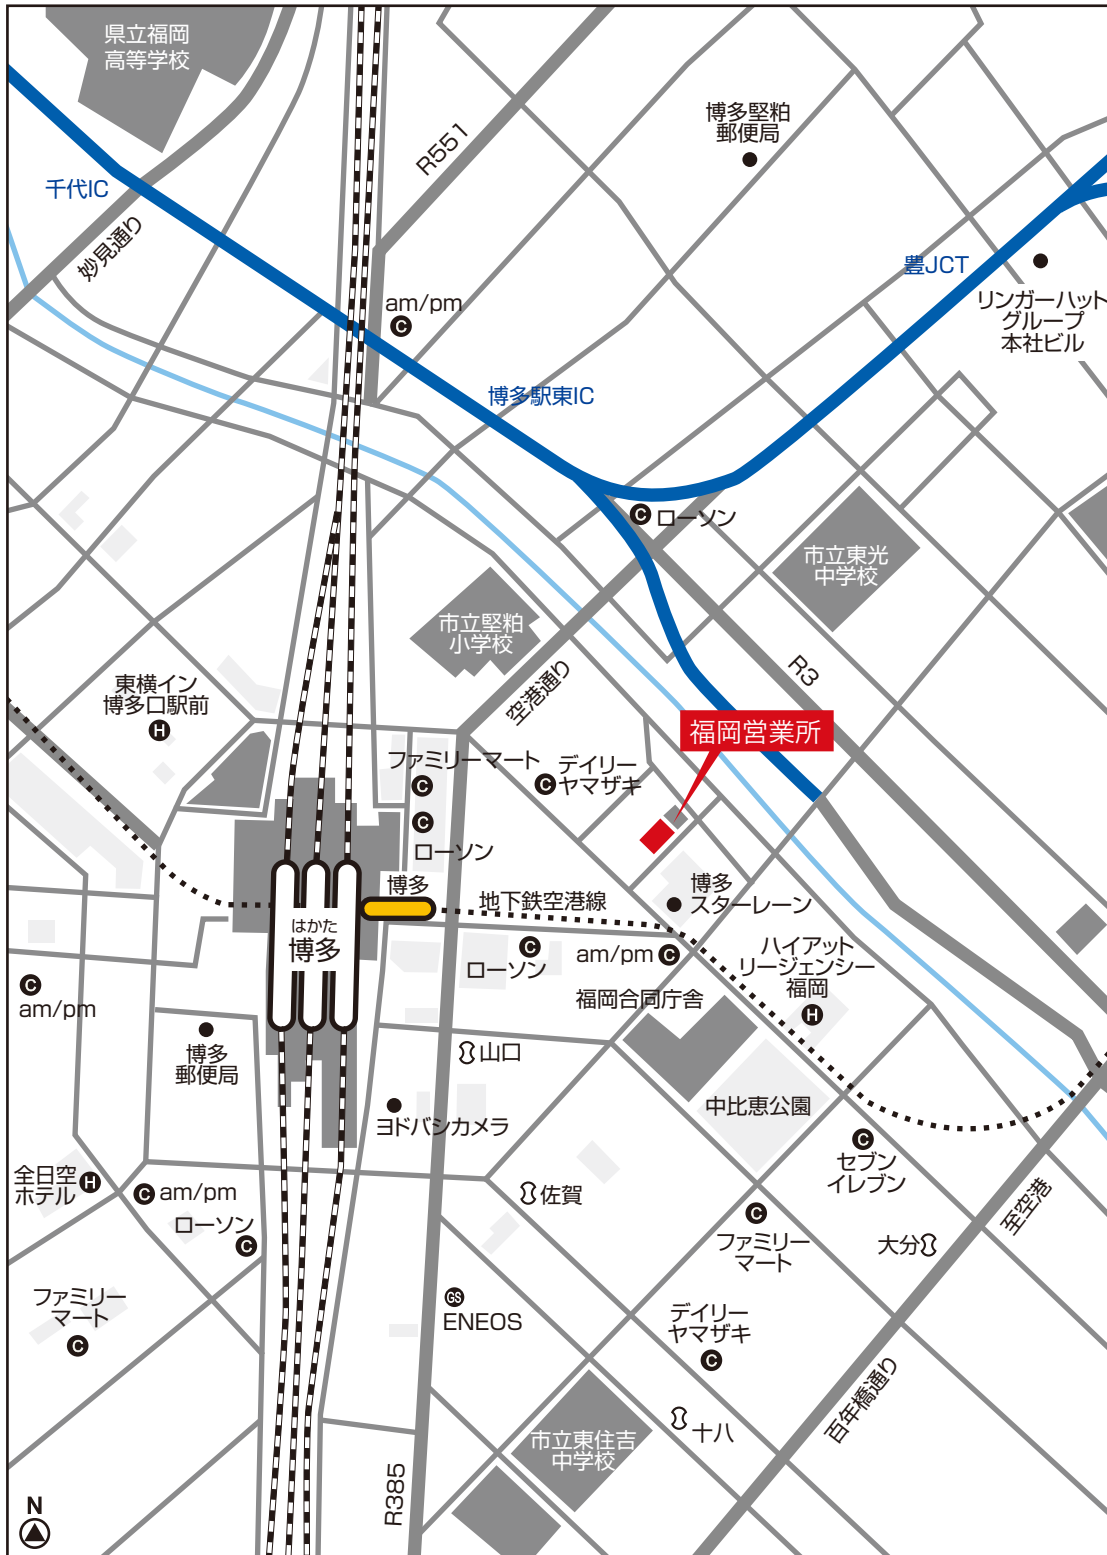 県立福岡
高等学校
千代IC
妙見通り
R551
博多堅粕
郵便局
豊JCT
リンガーハット
グループ
本社ビル
am/pm
C
博多駅東IC
C ローソン
市立東光
中学校
市立堅粕
小学校
空港通り
R3
東横イン
博多口駅前
H
福岡営業所
ファミリーマート
C
デイリー
C ヤマザキ
C
ローソン
博多
地下鉄空港線
博多
スターレーン
はかた
博多
C
ローソン
am/pm C
ハイアット
リージェンシー
福岡
H
福岡合同庁舎
C
am/pm
博多
郵便局
山口
ヨドバシカメラ
中比恵公園
C
セブン
イレブン
全日空
ホテル H
C am/pm
ローソン
C
佐賀
C
ファミリー
マート
大分
至空港
ファミリー
マート
C
GS
ENEOS
デイリー
ヤマザキ
C
百年橋通り
十八
市立東住吉
中学校
R385
N